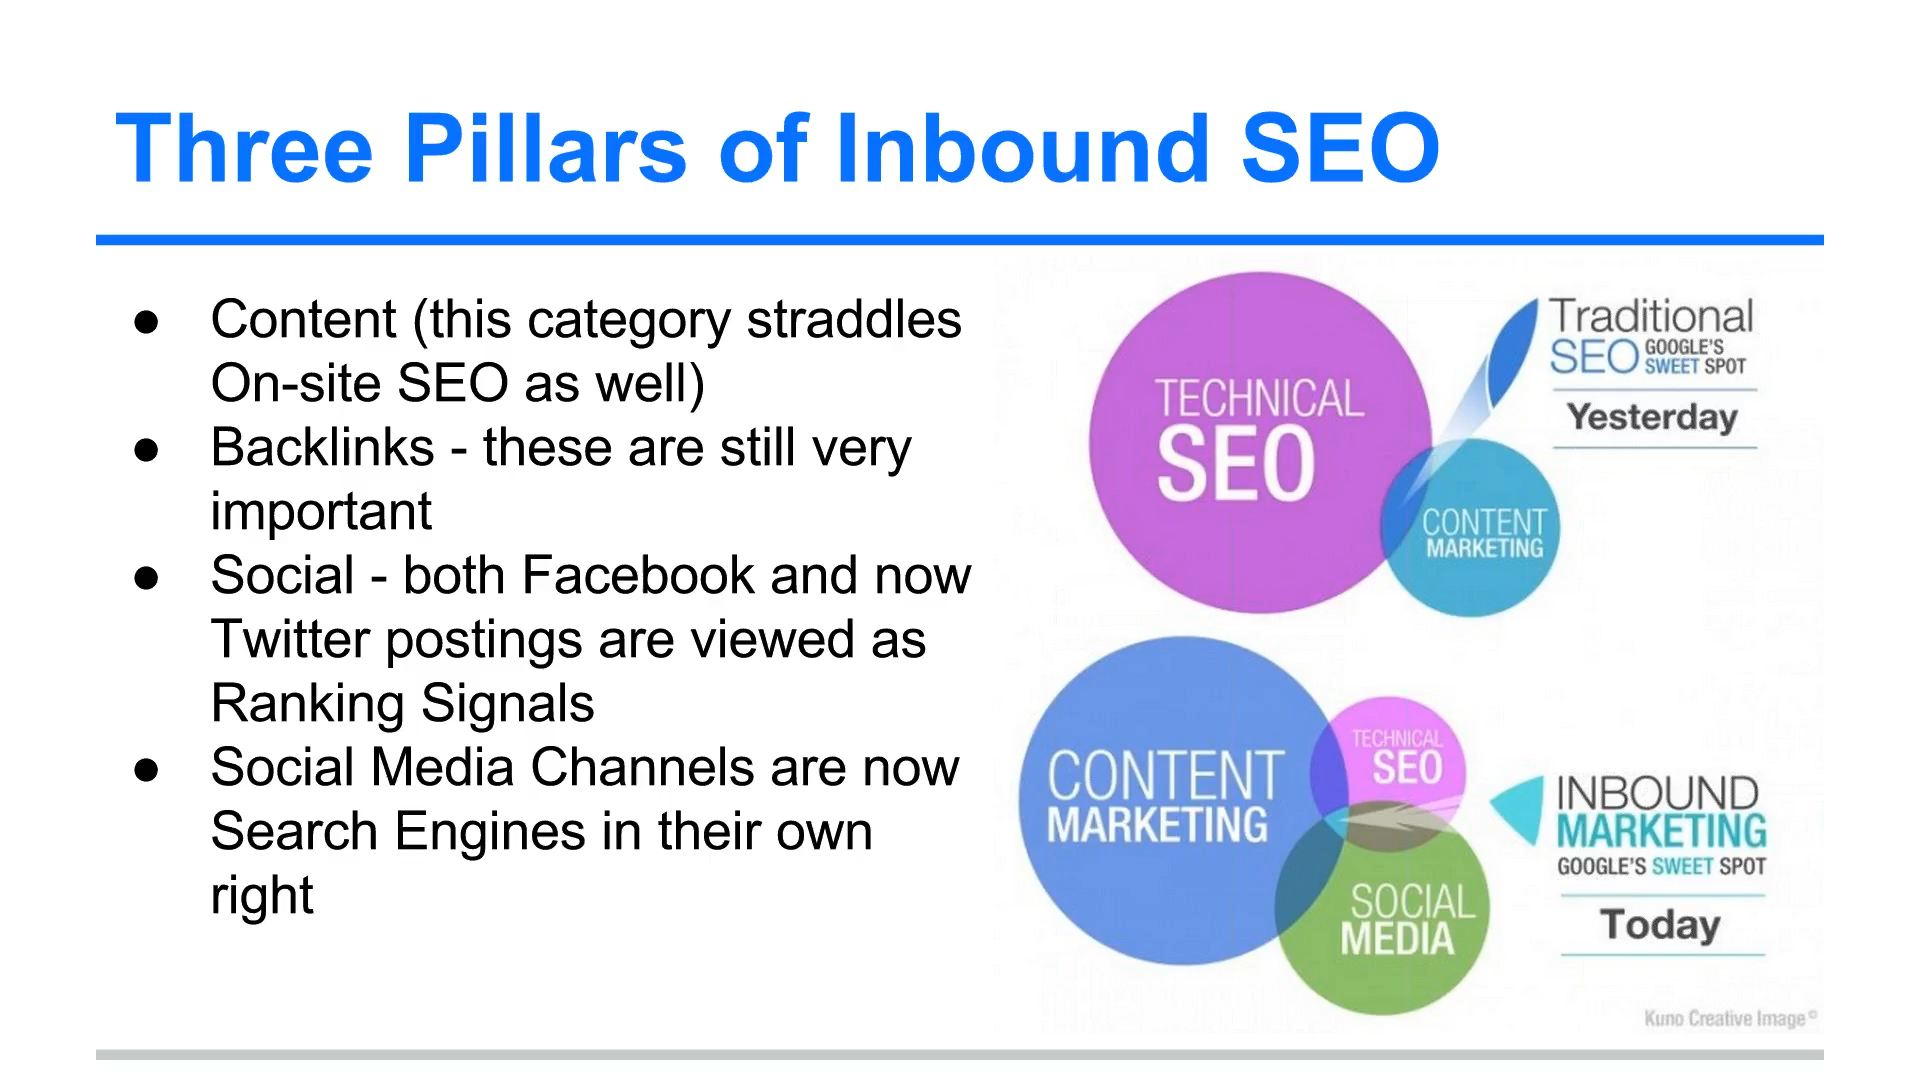 Three Pillars of Inbound SEO
● Content (this category straddles
On-site SEO as well)
● Backlinks - these are still very
important
● Social - both Facebook and now
Twitter postings are viewed as
Ranking Signals
● Social Media Channels are now
Search Engines in their own
right
TECHNICAL
SEO
CONTENT
MARKETING
Traditional
SEO GOOGLE'S
SWEET SPOT
Yesterday
CONTENT
MARKETING
TECHNICAL
SEO
SOCIAL
MEDIA
INBOUND
MARKETING
GOOGLE'S SWEET SPOT
Today
Kuno Creative Image©